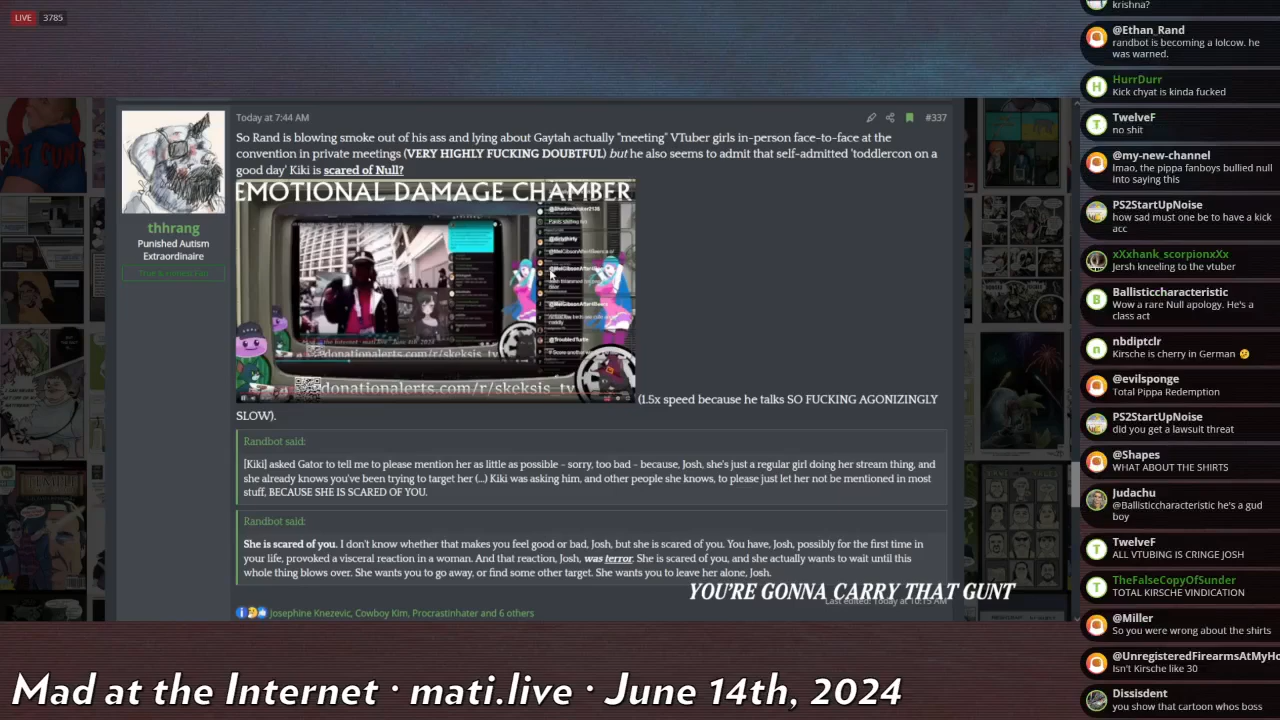 LIVE 3785
Today at 7:44 AM
#337
So Rand is blowing smoke out of his ass and lying about Gaytah actually "meeting" VTuber girls in-person face-to-face at the
convention in private meetings (VERY HIGHLY FUCKING DOUBTFUL) but he also seems to admit that self-admitted 'toddlercon on a
good day' Kiki is scared of Null?
thhrang
Punished Autism
Extraordinaire
EMOTIONAL DAMAGE CHAMBER
donationalerts.com/r/skeksis_tv
donationalerts.com/r/skeksis_tv
(1.5x speed because he talks SO FUCKING AGONIZINGLY
SLOW).
Randbot said:
[Kiki] asked Gator to tell me to please mention her as little as possible - sorry, too bad - because, Josh, she's just a regular girl doing her stream thing, and
she already knows you've been trying to target her (...) Kiki was asking him, and other people she knows, to please just let her not be mentioned in most
stuff, BECAUSE SHE IS SCARED OF YOU.
Randbot said:
She is scared of you. I don't know whether that makes you feel good or bad, Josh, but she is scared of you. You have, Josh, possibly for the first time in
your life, provoked a visceral reaction in a woman. And that reaction, Josh, was terror. She is scared of you, and she actually wants to wait until this
whole thing blows over. She wants you to go away, or find some other target. She wants you to leave her alone, Josh.
YOU'RE GONNA CARRY THAT GUNT
Last edited: Today at 10:15 AM
Josephine Knezevic, Cowboy Kim, Procrastinhater and 6 others
Mad at the Internet · mati.live · June 14th, 2024
krishna?
@Ethan_Rand
randbot is becoming a lolcow. he
was warned.
HurrDurr
Kick chyat is kinda fucked
TwelveF
no shit
@my-new-channel
lmao, the pippa fanboys bullied null
into saying this
PS2StartUpNoise
how sad must one be to have a kick
acc
xXxhank_scorpionxXx
Jersh kneeling to the vtuber
Ballisticcharacteristic
Wow a rare Null apology. He's a
class act
nbdiptclr
Kirsche is cherry in German 🤔
@evilsponge
Total Pippa Redemption
PS2StartUpNoise
did you get a lawsuit threat
@Shapes
WHAT ABOUT THE SHIRTS
Judachu
@Ballisticcharacteristic he's a gud
boy
TwelveF
ALL VTUBING IS CRINGE JOSH
TheFalseCopyOfSunder
TOTAL KIRSCHE VINDICATION
@Miller
So you were wrong about the shirts
@UnregisteredFirearmsAtMyHo
Isn't Kirsche like 30
Dissisdent
you show that cartoon whos boss